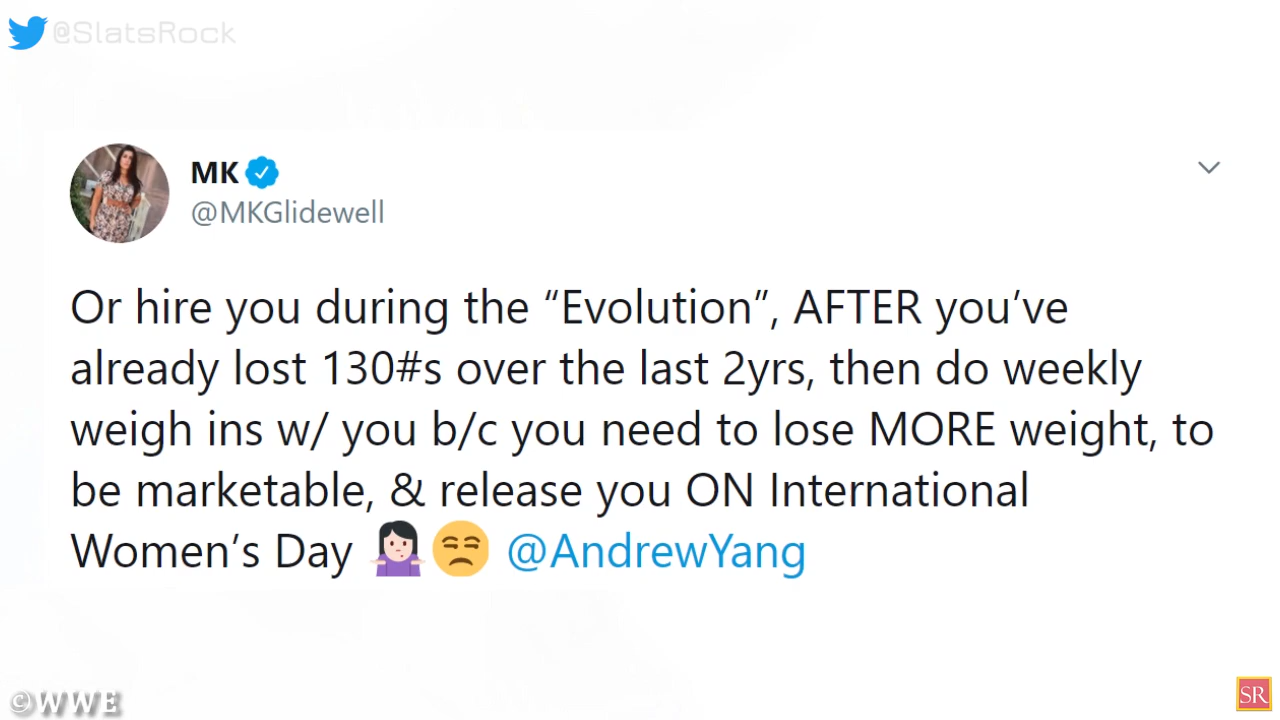 @SlatsRock
MK
@MKGlidewell
Or hire you during the “Evolution”, AFTER you’ve
already lost 130#s over the last 2yrs, then do weekly
weigh ins w/ you b/c you need to lose MORE weight, to
be marketable, & release you ON International
Women’s Day 🤷🏻‍♀️😒 @AndrewYang
©WWE
SR